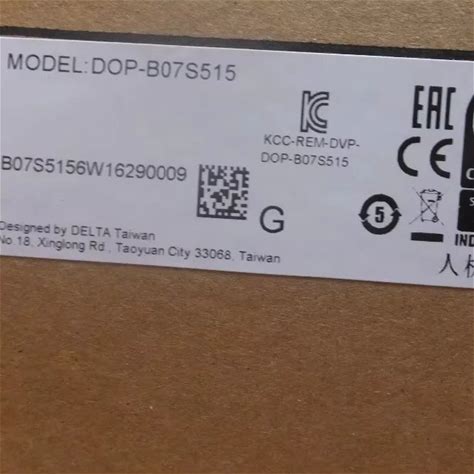 MODEL:DOP-B07S515
KCC-REM-DVP-
DOP-B07S515
B07S5156W16290009
G
Designed by DELTA Taiwan
No.18, Xinglong Rd., Taoyuan City 33068, Taiwan
EAC
CE
5
IND
人机